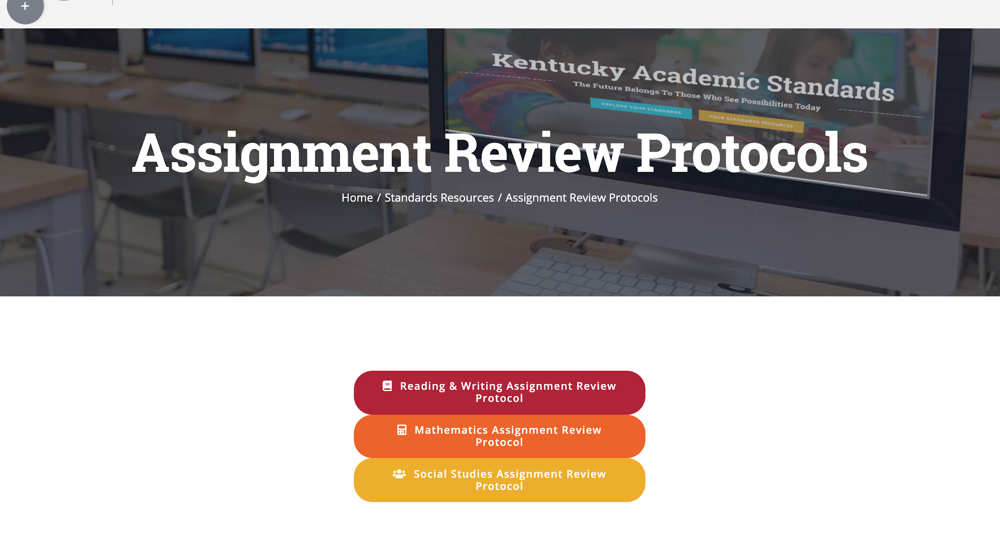 Kentucky Academic Standards
The Future Belongs To Those Who See Possibilities Today
EXPLORE YOUR STANDARDS
YOUR STANDARDS RESOURCES
Assignment Review Protocols
Home / Standards Resources / Assignment Review Protocols
Reading & Writing Assignment Review
Protocol
Mathematics Assignment Review
Protocol
Social Studies Assignment Review
Protocol